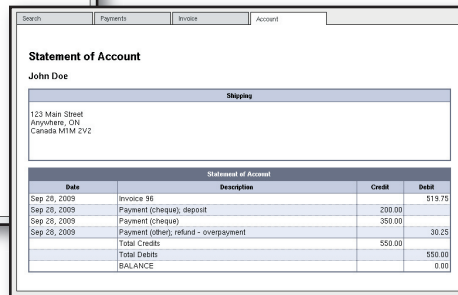 Search Payments Invoice Account
Statement of Account
John Doe
Shipping
123 Main Street
Anywhere, ON
Canada M1M 2V2
Statement of Account
Date Description Credit Debit
Sep 28, 2009 Invoice 96 519.75
Sep 28, 2009 Payment (cheque); deposit 200.00
Sep 28, 2009 Payment (cheque) 350.00
Sep 28, 2009 Payment (other); refund - overpayment 30.25
Total Credits 550.00
Total Debits 550.00
BALANCE 0.00